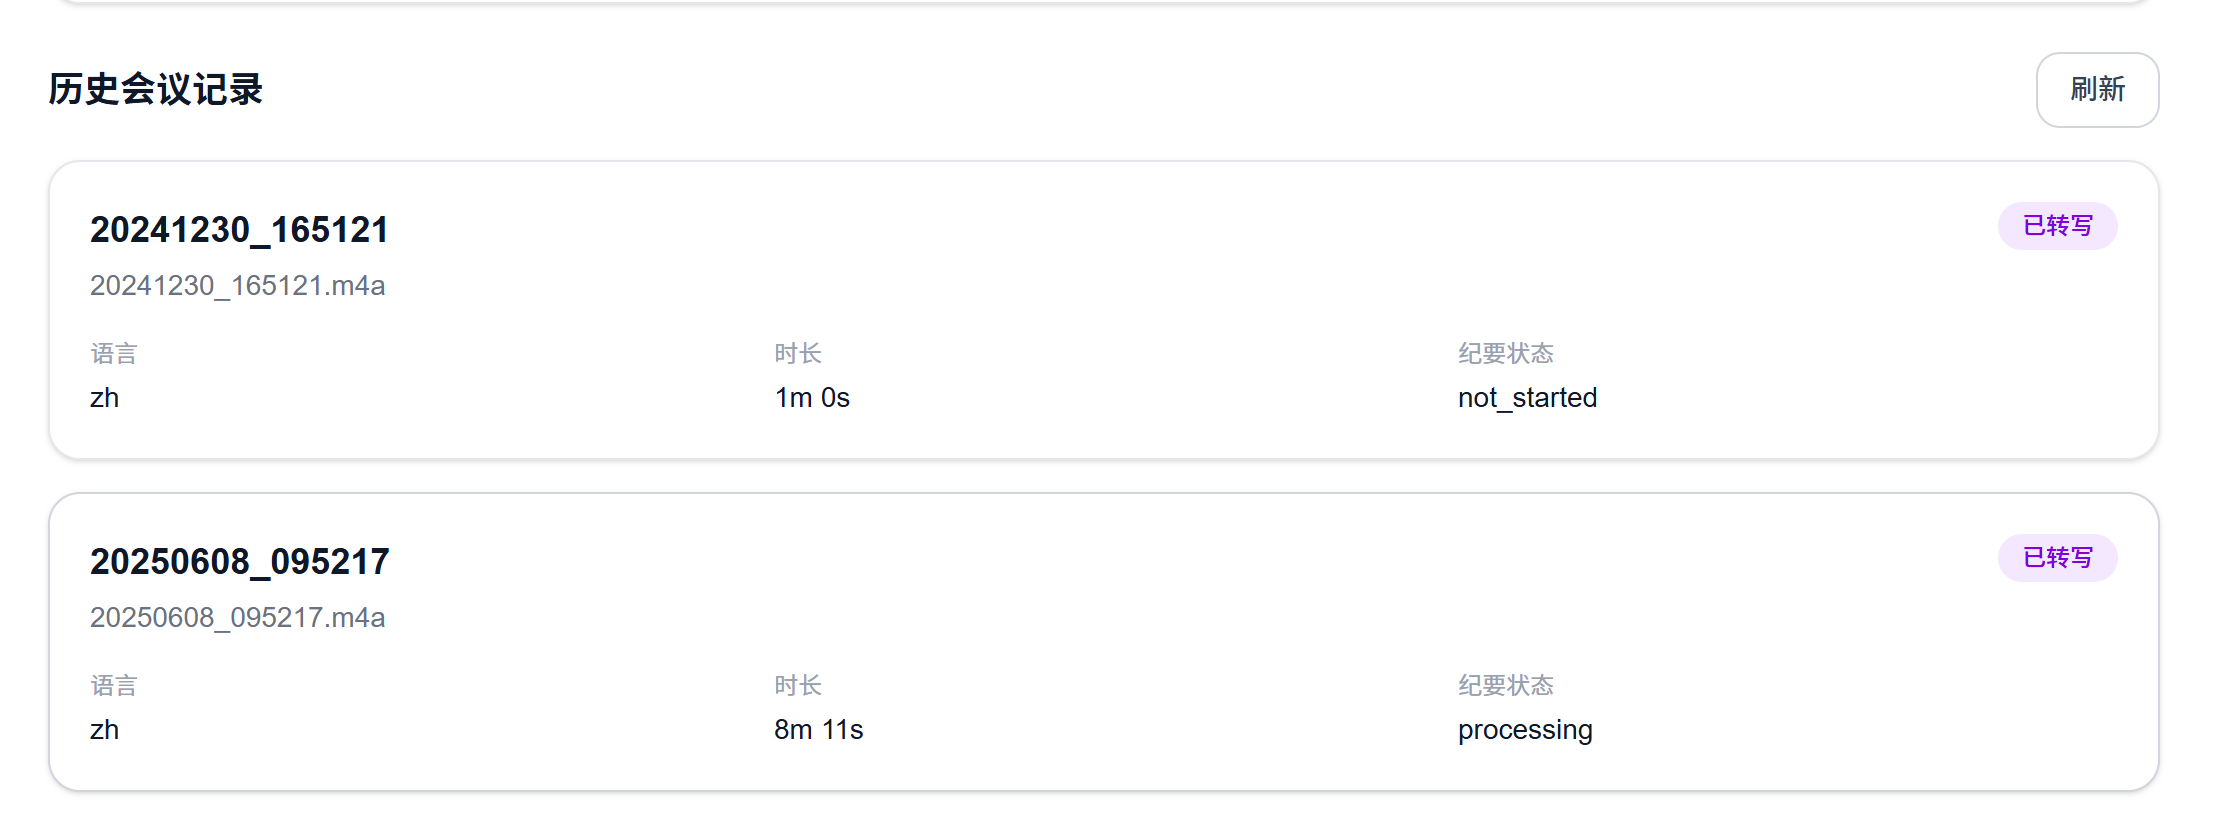 历史会议记录
刷新
20241230_165121
已转写
20241230_165121.m4a
语言
时长
纪要状态
zh
1m 0s
not_started
20250608_095217
已转写
20250608_095217.m4a
语言
时长
纪要状态
zh
8m 11s
processing